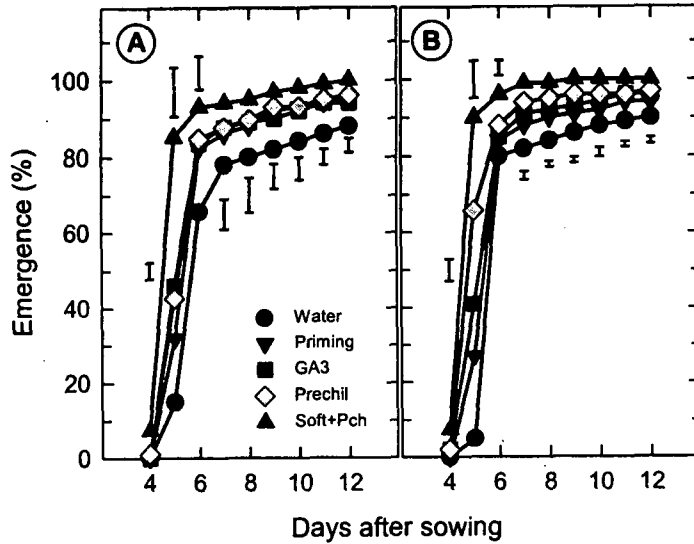 A
B
Emergence (%)
100
80
60
40
20
0
Water
Priming
GA3
Prechil
Soft+Pch
4 6 8 10 12
4 6 8 10 12
Days after sowing